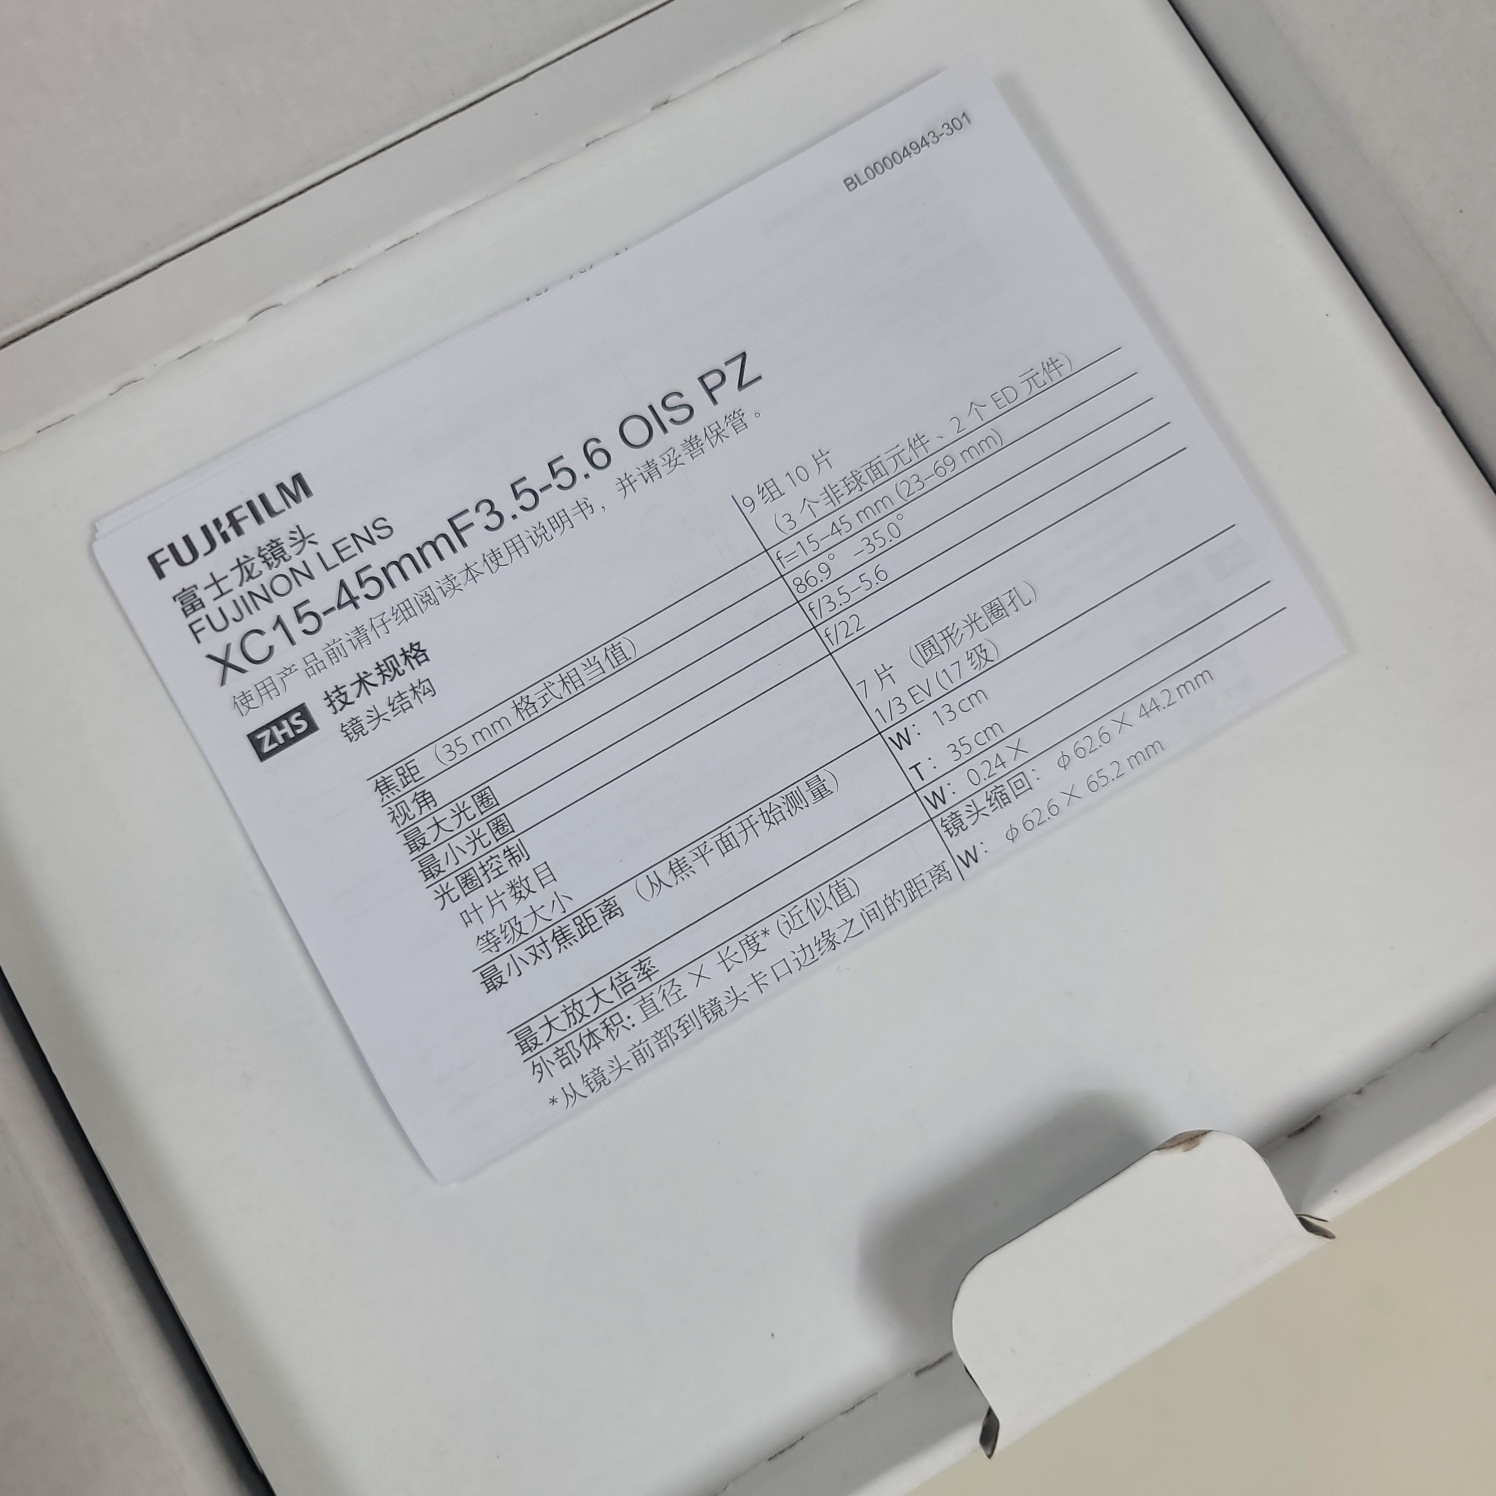 BL00004943-301
FUJIFILM
富士龙镜头
FUJINON LENS
XC15-45mmF3.5-5.6 OIS PZ
使用产品前请仔细阅读本使用说明书，并请妥善保管。
ZHS 技术规格
镜头结构 9 组 10 片
（3 个非球面元件、2 个 ED 元件）
焦距（35 mm 格式相当值） f=15–45 mm (23–69 mm)
视角 86.9° –35.0°
最大光圈 f/3.5–5.6
最小光圈 f/22
光圈控制
叶片数目 7 片（圆形光圈孔）
等级大小 1/3 EV (17 级)
最小对焦距离（从焦平面开始测量） W： 13 cm
T： 35 cm
最大放大倍率 W： 0.24 ×
外部体积: 直径 × 长度* (近似值) 镜头缩回： ϕ 62.6 × 44.2 mm
*从镜头前部到镜头卡口边缘之间的距离 W： ϕ 62.6 × 65.2 mm